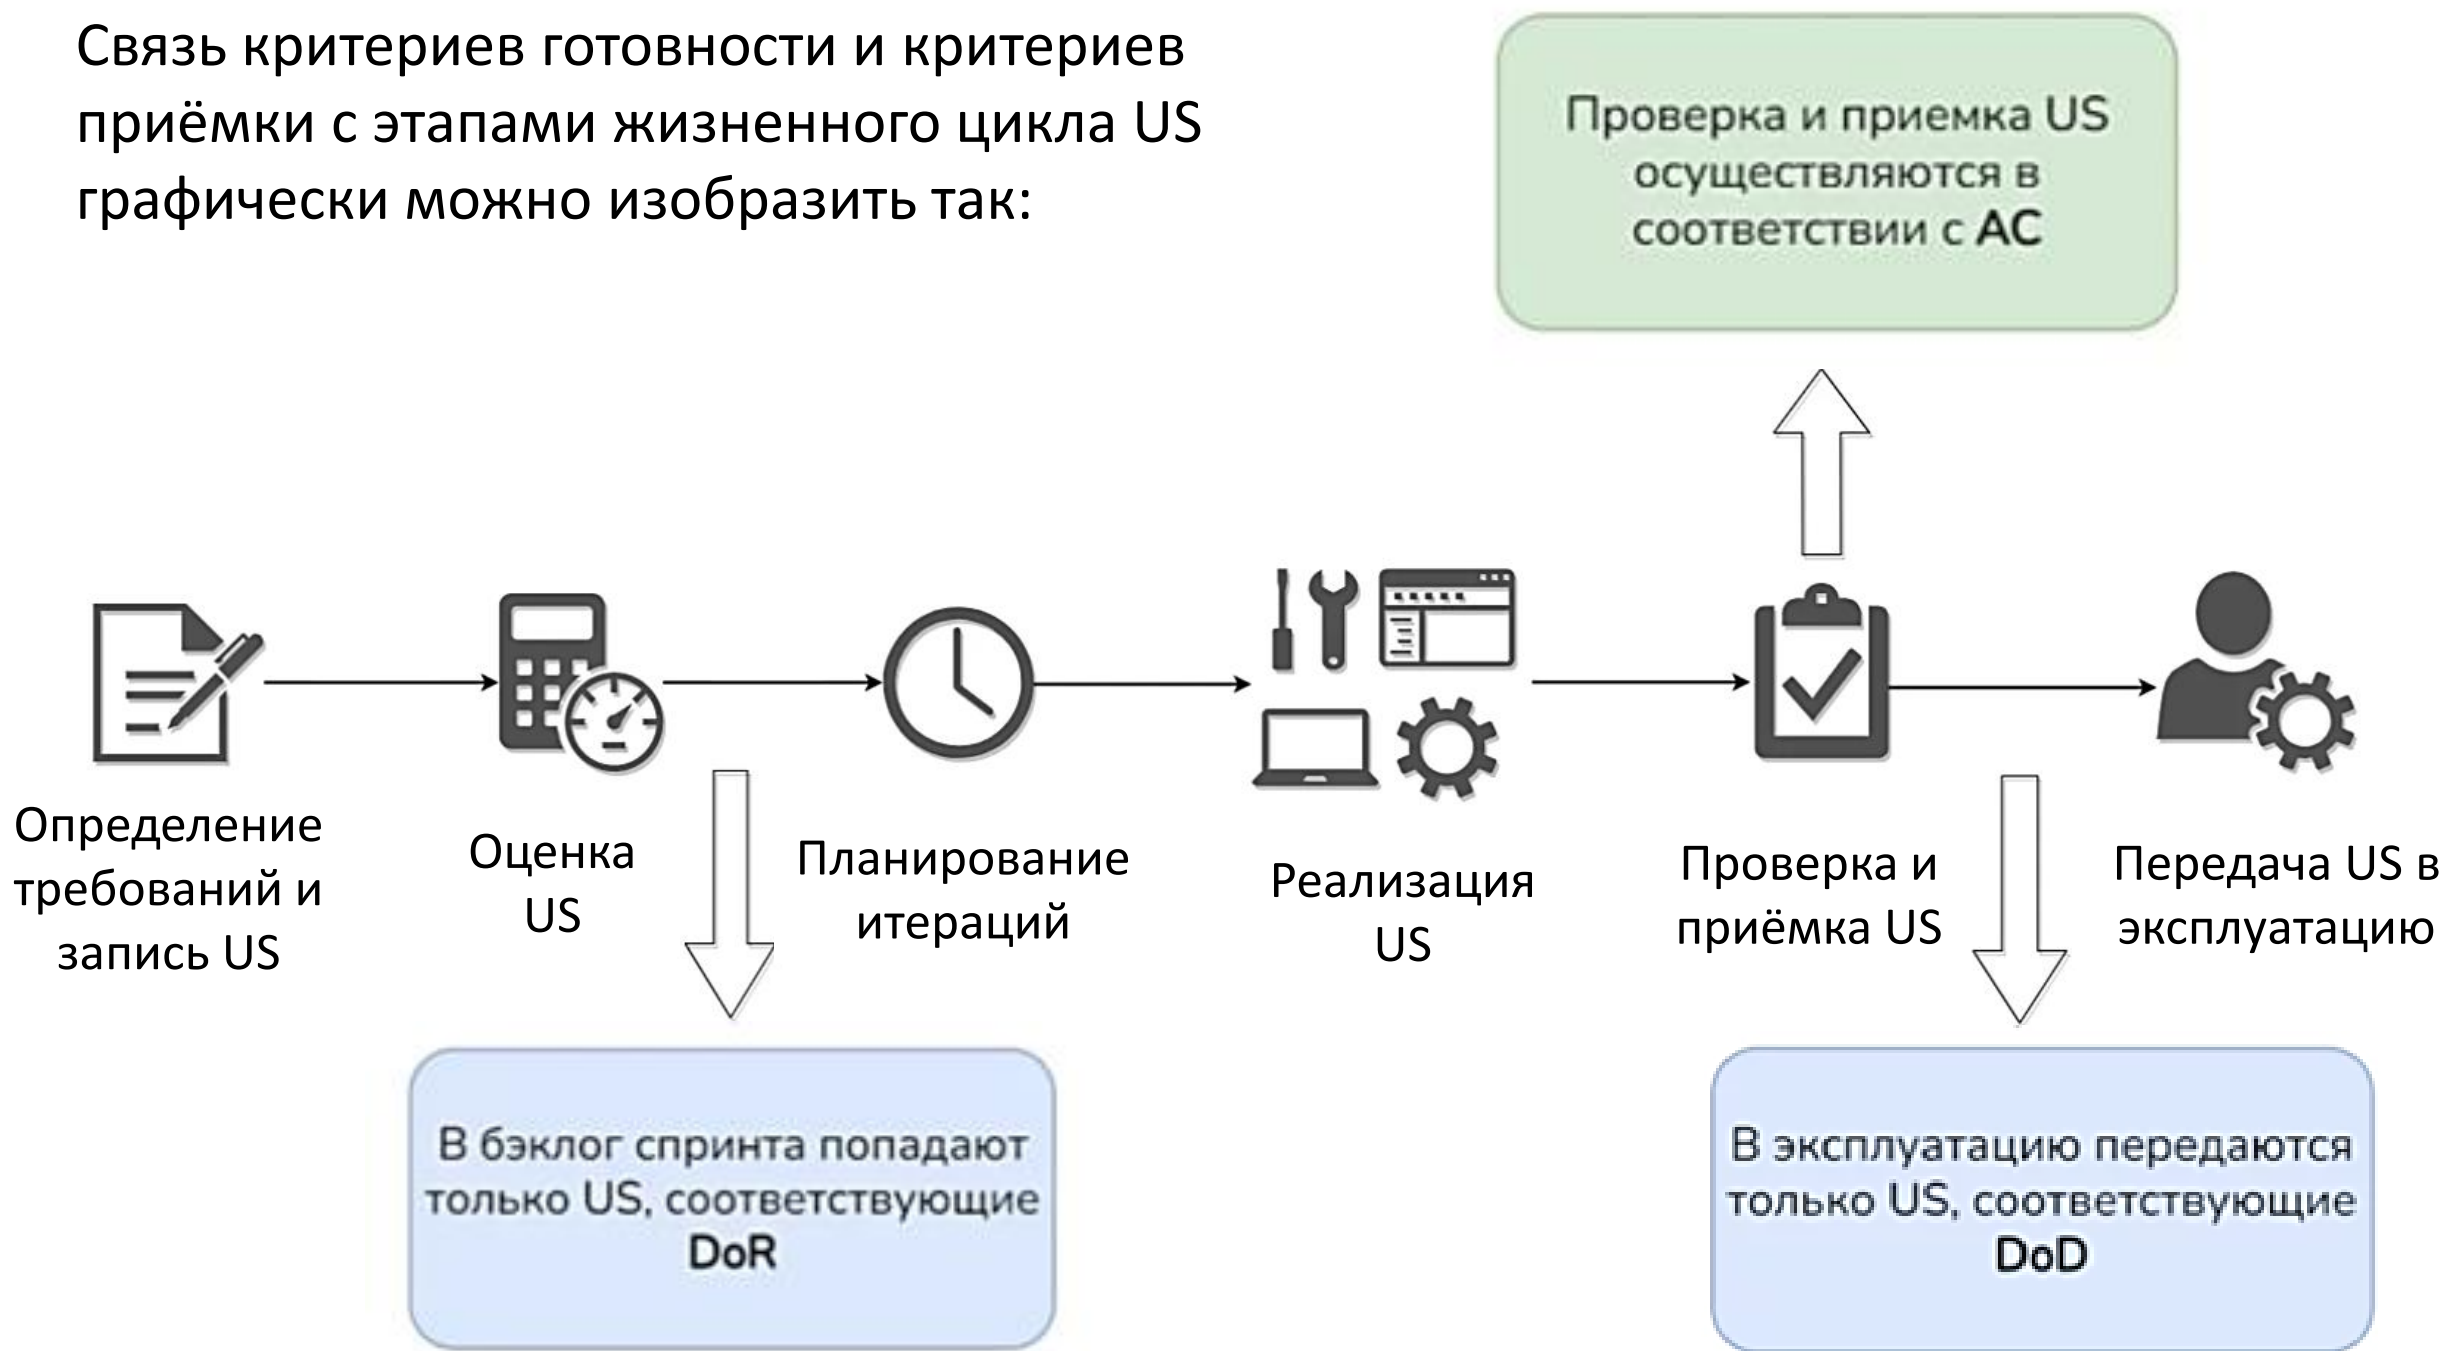 Связь критериев готовности и критериев
приёмки с этапами жизненного цикла US
графически можно изобразить так:
Проверка и приемка US
осуществляются в
соответствии с AC
Определение
требований и
запись US
Оценка
US
Планирование
итераций
Реализация
US
Проверка и
приёмка US
Передача US в
эксплуатацию
В бэклог спринта попадают
только US, соответствующие
DoR
В эксплуатацию передаются
только US, соответствующие
DoD